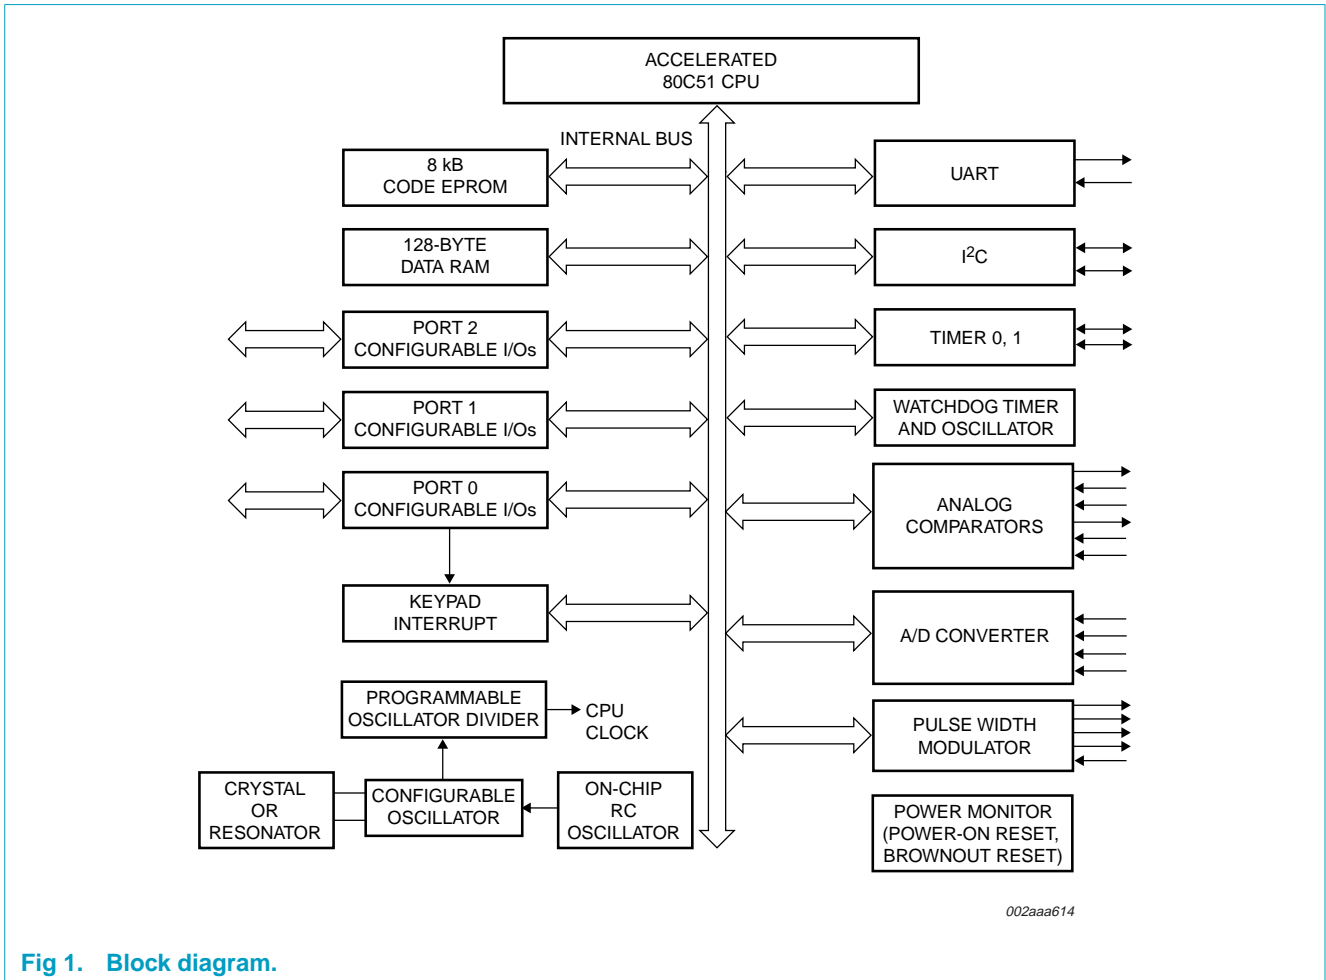 ACCELERATED
80C51 CPU
INTERNAL BUS
8 kB
CODE EPROM
UART
128-BYTE
DATA RAM
I²C
PORT 2
CONFIGURABLE I/Os
TIMER 0, 1
PORT 1
CONFIGURABLE I/Os
WATCHDOG TIMER
AND OSCILLATOR
PORT 0
CONFIGURABLE I/Os
ANALOG
COMPARATORS
KEYPAD
INTERRUPT
A/D CONVERTER
PROGRAMMABLE
OSCILLATOR DIVIDER
CPU
CLOCK
PULSE WIDTH
MODULATOR
CRYSTAL
OR
RESONATOR
CONFIGURABLE
OSCILLATOR
ON-CHIP
RC
OSCILLATOR
POWER MONITOR
(POWER-ON RESET,
BROWNOUT RESET)
002aaa614
Fig 1. Block diagram.